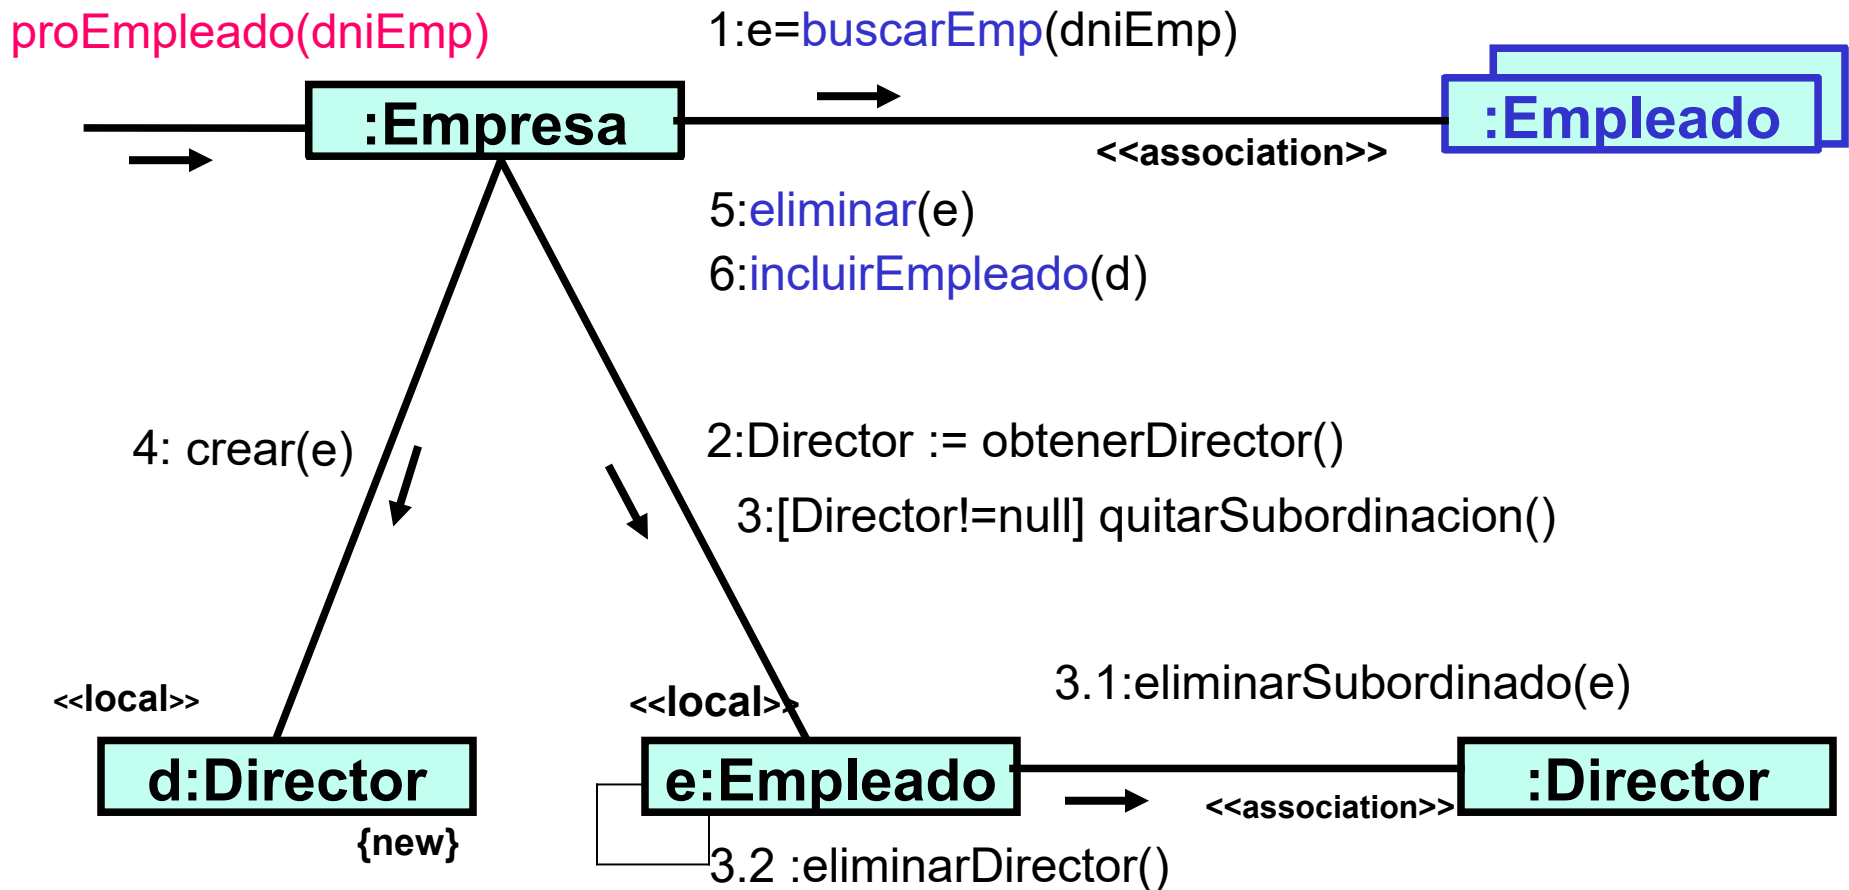 proEmpleado(dniEmp)
1:e=buscarEmp(dniEmp)
:Empresa
:Empleado
<<association>>
5:eliminar(e)
6:incluirEmpleado(d)
4: crear(e)
2:Director := obtenerDirector()
3:[Director!=null] quitarSubordinacion()
<<local>>
<<local>>
3.1:eliminarSubordinado(e)
d:Director
e:Empleado
:Director
<<association>>
{new}
3.2 :eliminarDirector()